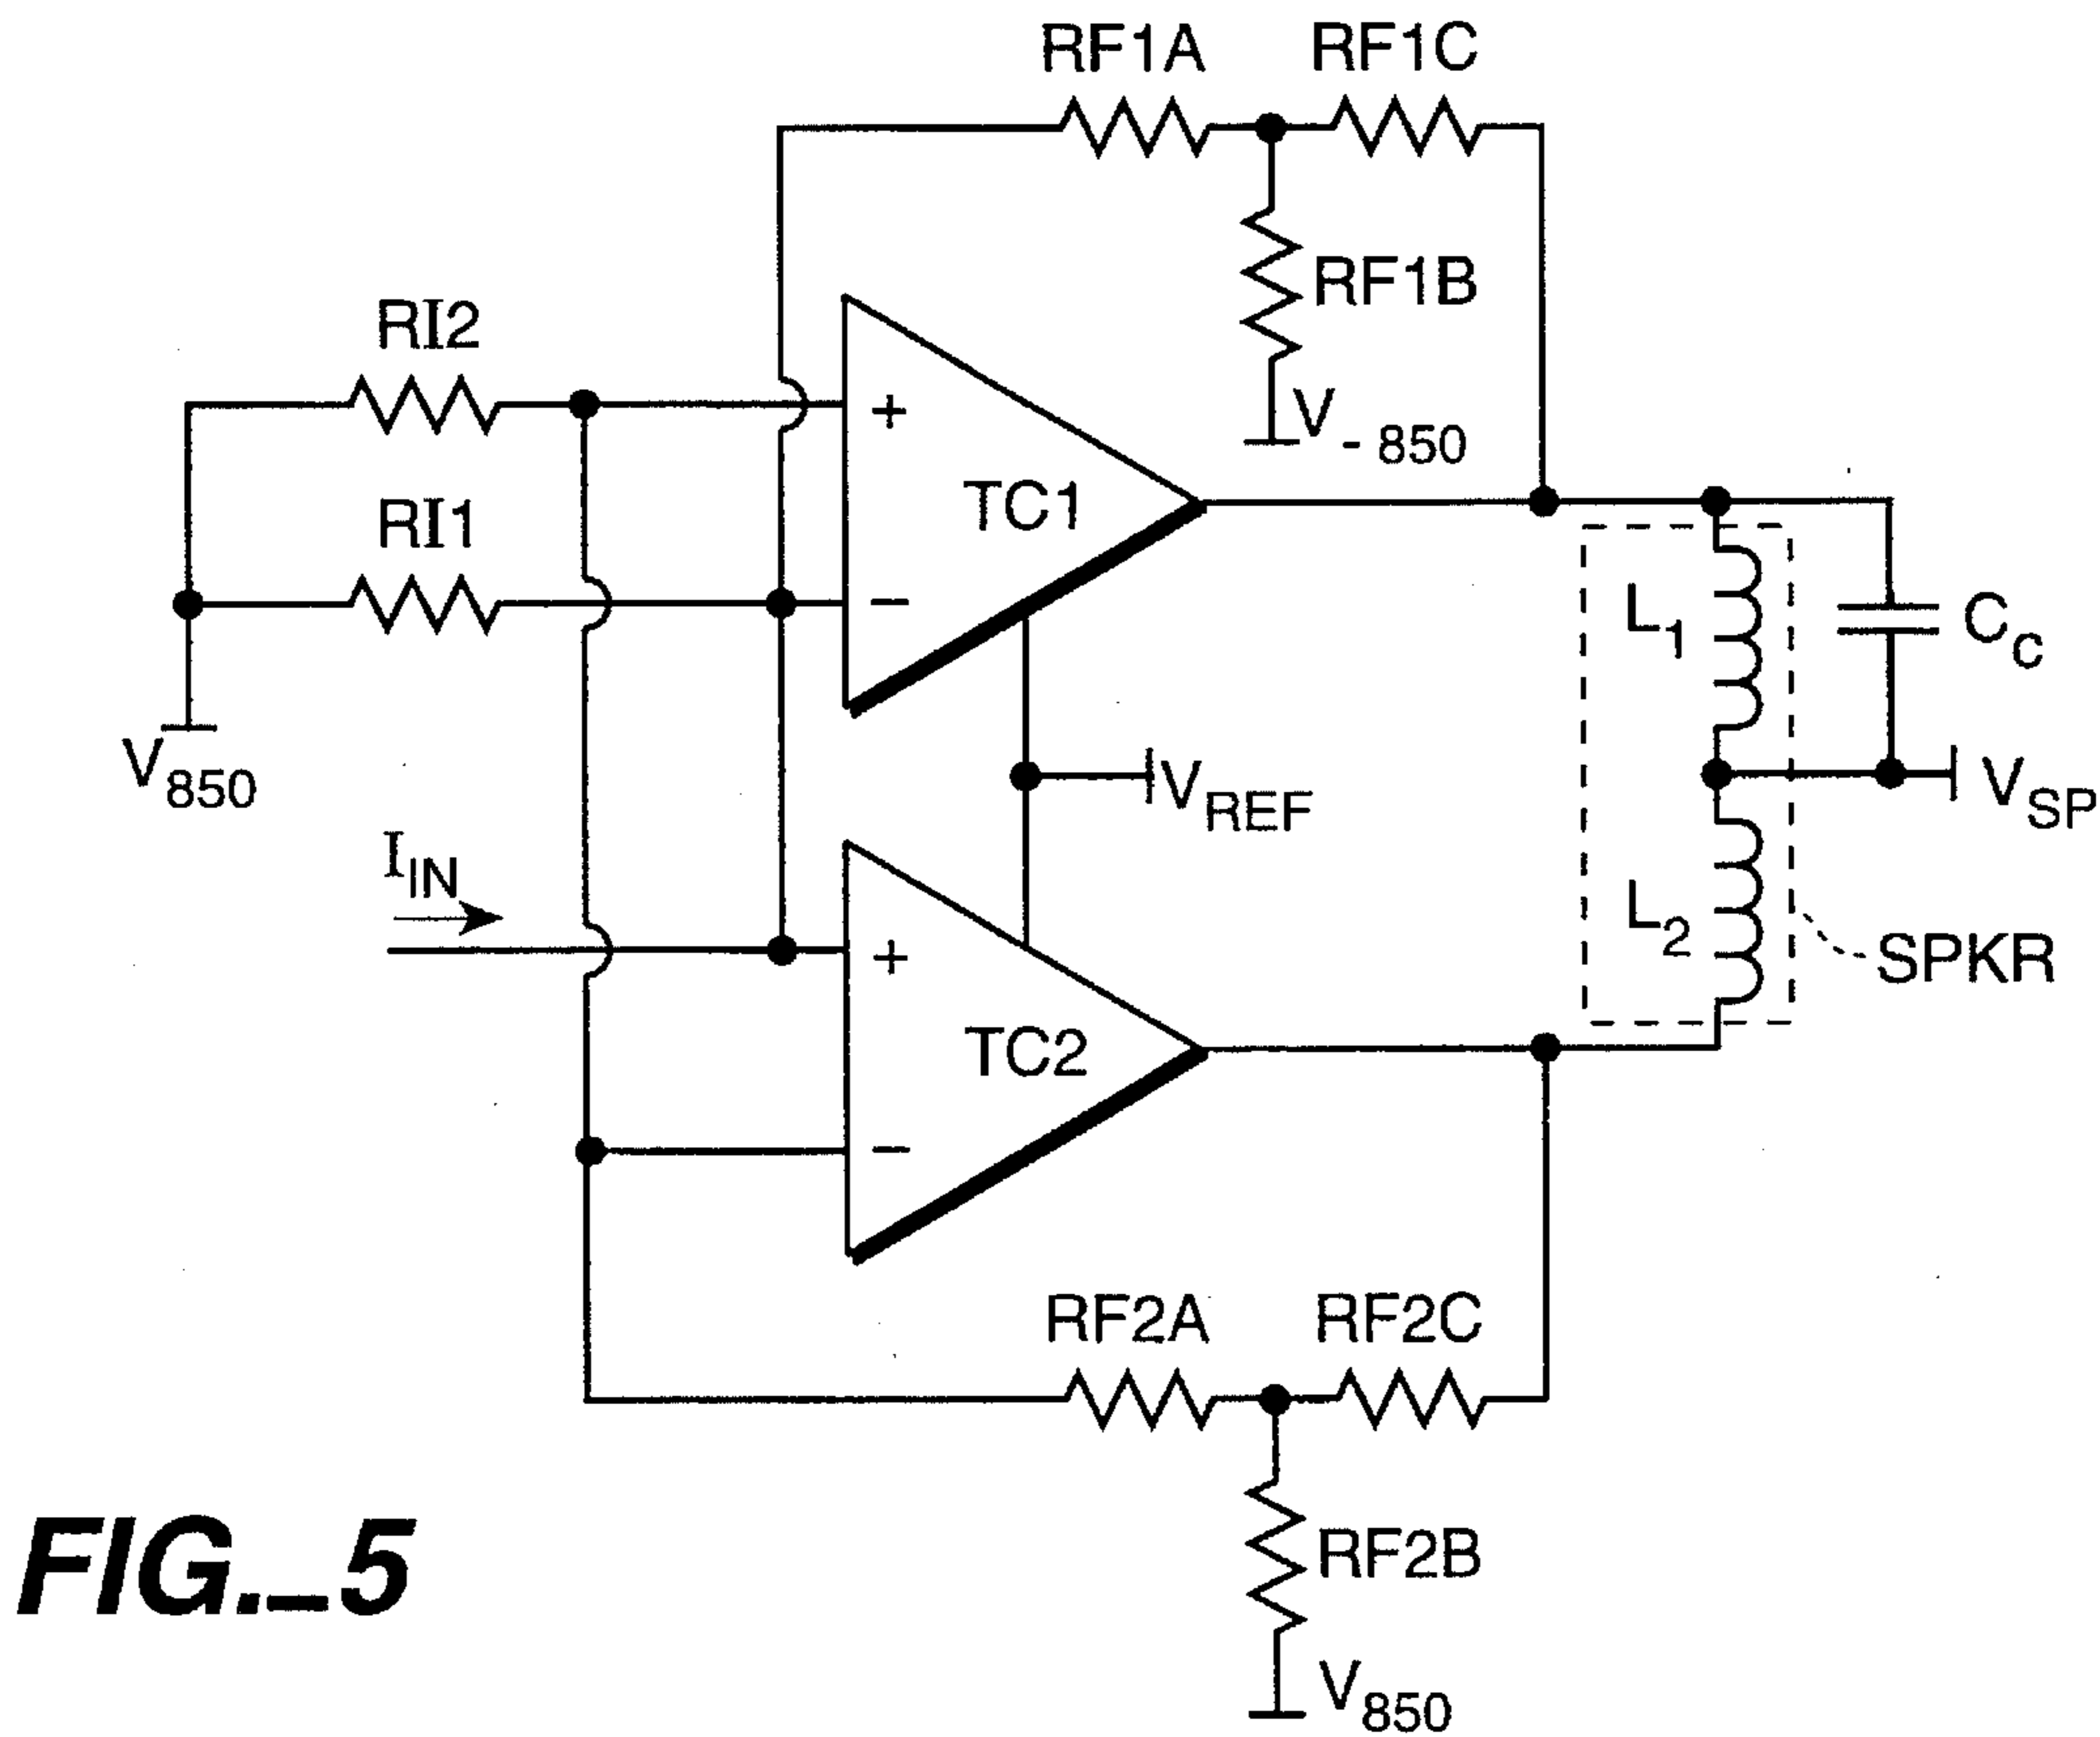 RF1A RF1C
RF1B
V-850
RI2
RI1
V850
+
TC1
−
L1
CC
VREF
VSP
IIN
+
TC2
−
L2
SPKR
RF2A RF2C
RF2B
V850
FIG._5